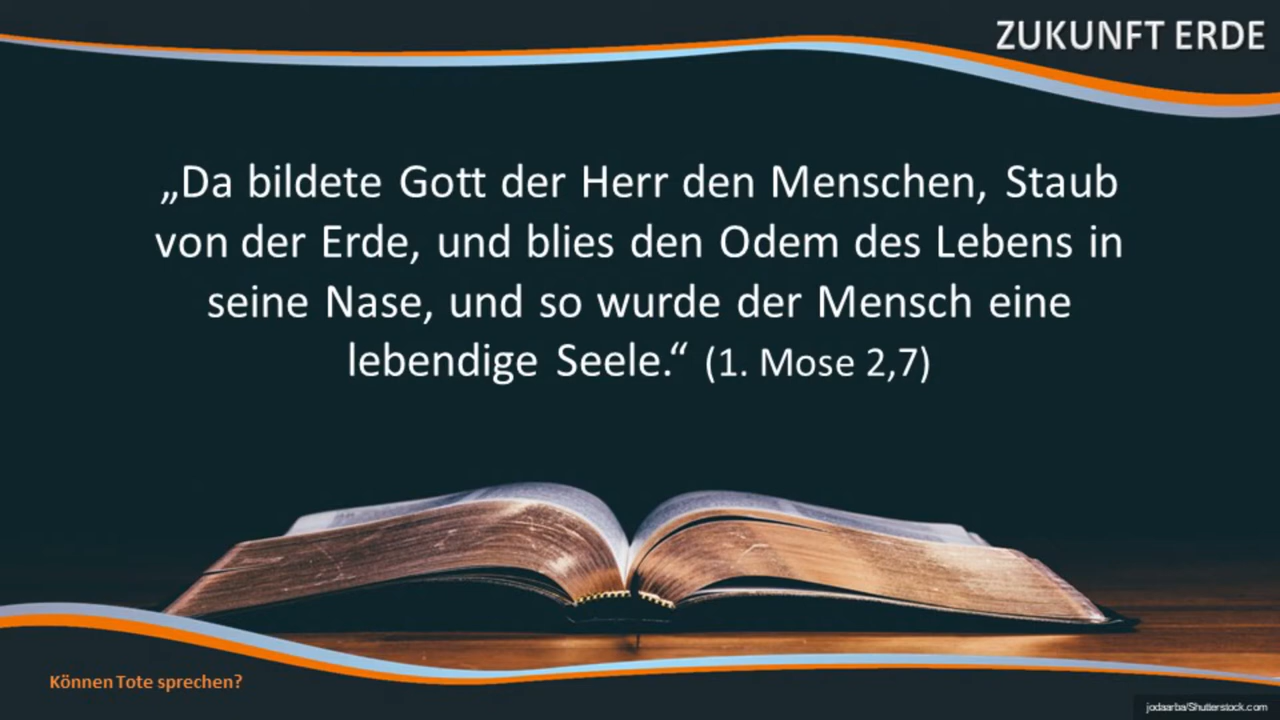 ZUKUNFT ERDE
„Da bildete Gott der Herr den Menschen, Staub
von der Erde, und blies den Odem des Lebens in
seine Nase, und so wurde der Mensch eine
lebendige Seele.“ (1. Mose 2,7)
Können Tote sprechen?
jodaarba/Shutterstock.com